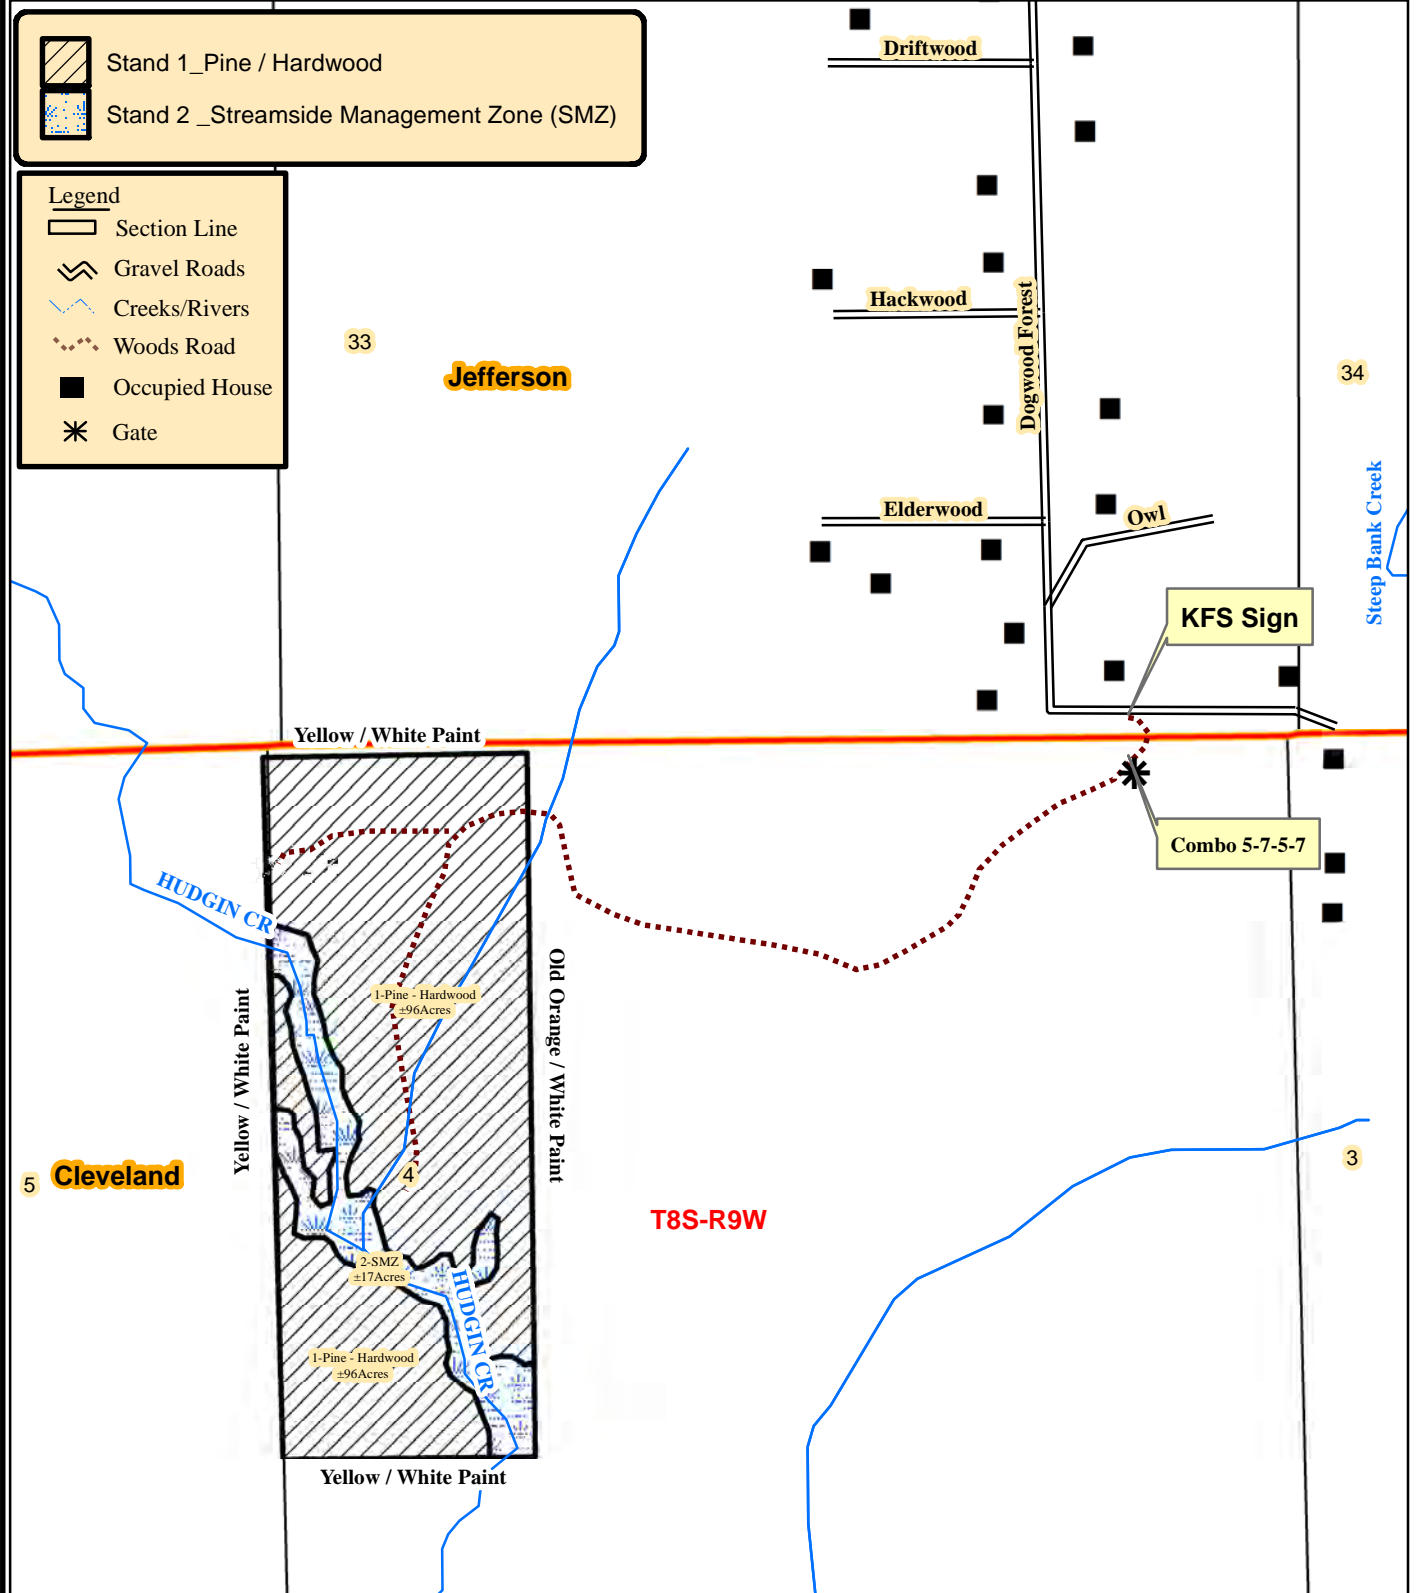 Stand 1_Pine / Hardwood
Stand 2 _Streamside Management Zone (SMZ)
Legend
Section Line
Gravel Roads
Creeks/Rivers
Woods Road
Occupied House
Gate
Driftwood
Hackwood
Dogwood Forest
33
Jefferson
34
Elderwood
Owl
Steep Bank Creek
KFS Sign
Yellow / White Paint
Combo 5-7-5-7
HUDGIN CR
Old Orange / White Paint
1-Pine - Hardwood
±96Acres
Yellow / White Paint
5
Cleveland
4
3
T8S-R9W
2-SMZ
±17Acres
HUDGIN CR
1-Pine - Hardwood
±96Acres
Yellow / White Paint